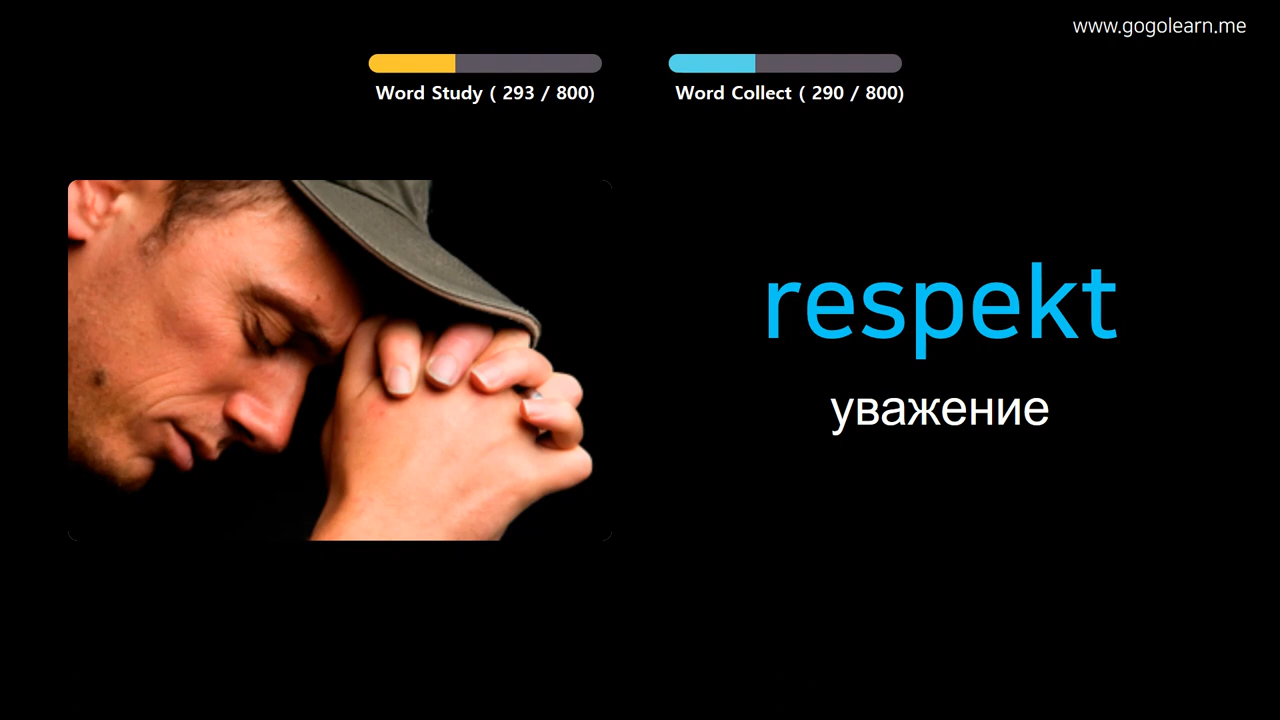 www.gogolearn.me
Word Study ( 293 / 800)
Word Collect ( 290 / 800)
respekt
уважение